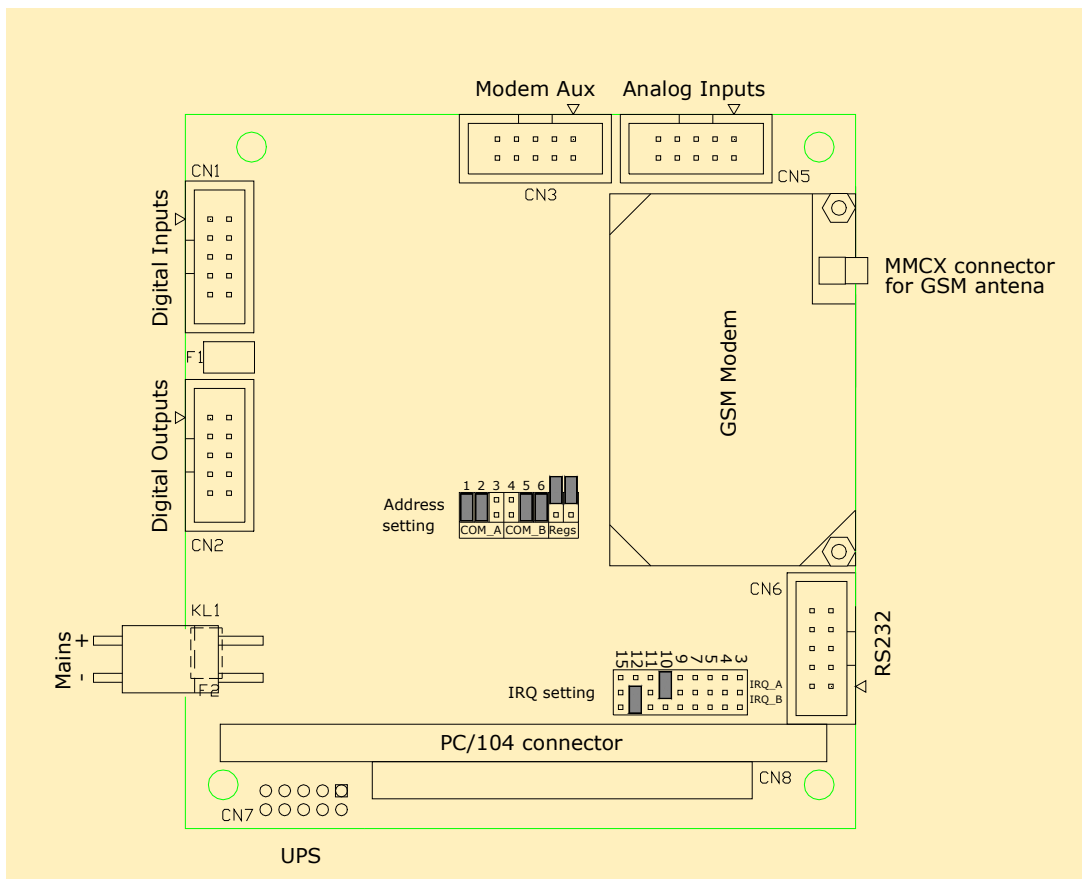 Modem Aux
Analog Inputs
CN1
CN3
CN5
Digital Inputs
MMCX connector
for GSM antena
F1
GSM Modem
Digital Outputs
Address
setting
1 2 3 4 5 6
COM_A COM_B Regs
CN2
CN6
KL1
Mains
+
-
F2
RS232
15 12 11 10 9 7 5 4 3
IRQ setting
IRQ_A
IRQ_B
PC/104 connector
CN8
CN7
UPS